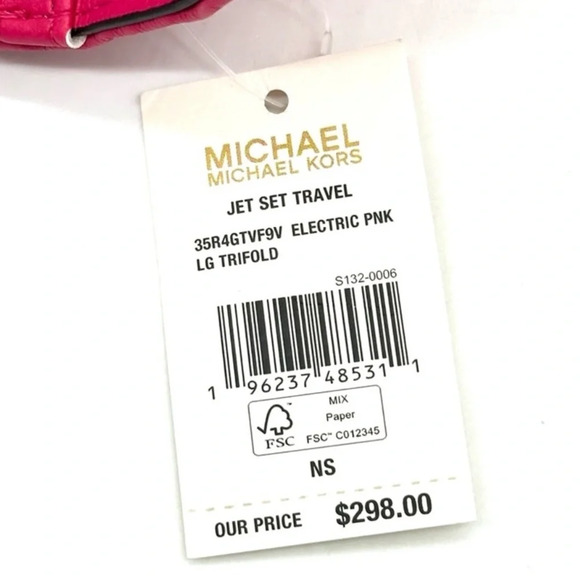 MICHAEL
MICHAEL KORS
JET SET TRAVEL
35R4GTVF9V ELECTRIC PNK
LG TRIFOLD
S132-0006
1 96237 48531 1
FSC
MIX
Paper
FSC™ C012345
NS
OUR PRICE $298.00